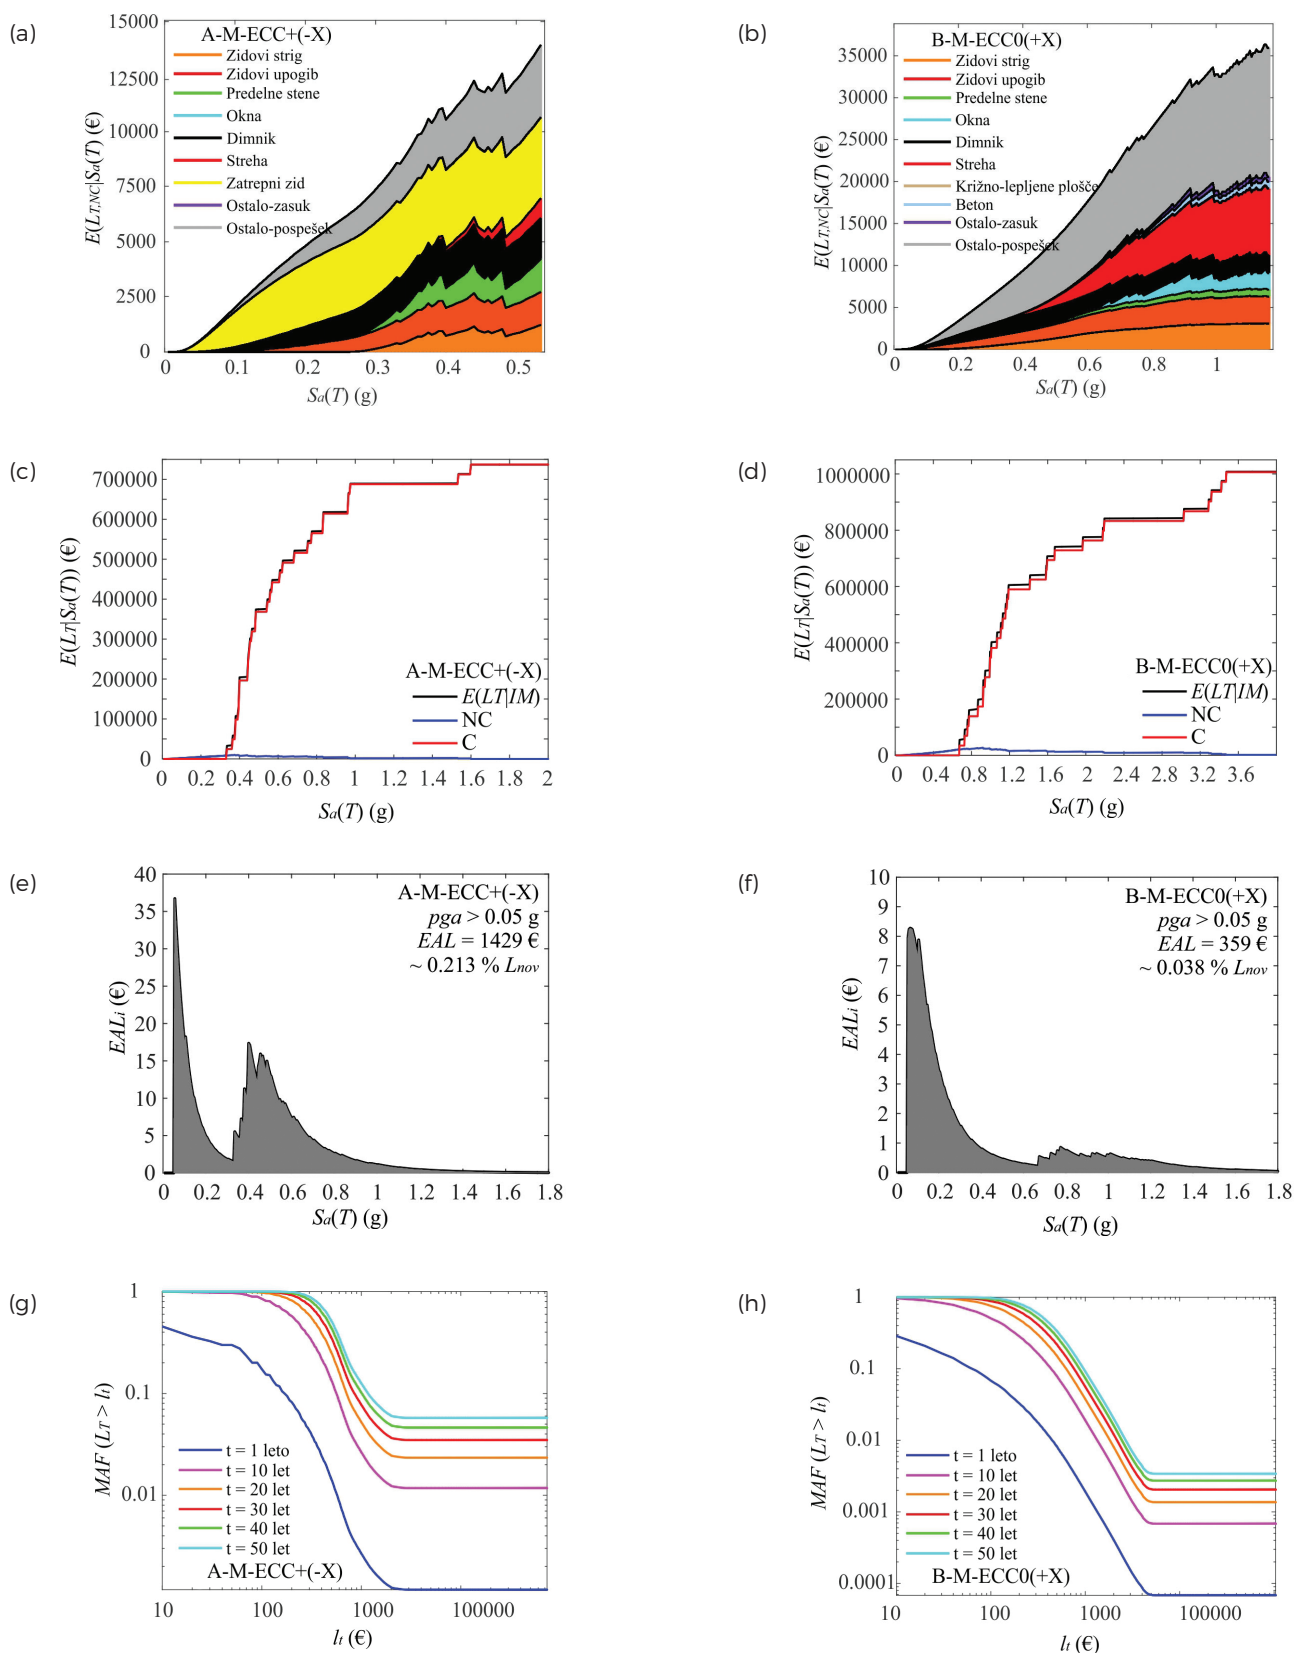 (a)
A-M-ECC+(-X)
Zidovi strig
Zidovi upogib
Predelne stene
Okna
Dimnik
Streha
Zatrepni zid
Ostalo-zasuk
Ostalo-pospešek
E(LT,NC|Sa(T) (€)
15000
12500
10000
7500
5000
2500
0
0 0.1 0.2 0.3 0.4 0.5
Sa(T) (g)
(b)
B-M-ECC0(+X)
Zidovi strig
Zidovi upogib
Predelne stene
Okna
Dimnik
Streha
Križno-lepljene plošče
Beton
Ostalo-zasuk
Ostalo-pospešek
E(LT,NC|Sa(T) (€)
35000
30000
25000
20000
15000
10000
5000
0
0 0.2 0.4 0.6 0.8 1
Sa(T) (g)
(c)
E(LT|Sa(T)) (€)
700000
600000
500000
400000
300000
200000
100000
0
A-M-ECC+(-X)
E(LT|IM)
NC
C
0 0.2 0.4 0.6 0.8 1 1.2 1.4 1.6 1.8 2
Sa(T) (g)
(d)
E(LT|Sa(T)) (€)
1000000
800000
600000
400000
200000
0
B-M-ECC0(+X)
E(LT|IM)
NC
C
0 0.4 0.8 1.2 1.6 2 2.4 2.8 3.2 3.6
Sa(T) (g)
(e)
EALi (€)
40
35
30
25
20
15
10
5
0
A-M-ECC+(-X)
pga > 0.05 g
EAL = 1429 €
~ 0.213 % Lnov
0 0.2 0.4 0.6 0.8 1 1.2 1.4 1.6 1.8
Sa(T) (g)
(f)
EALi (€)
10
9
8
7
6
5
4
3
2
1
0
B-M-ECC0(+X)
pga > 0.05 g
EAL = 359 €
~ 0.038 % Lnov
0 0.2 0.4 0.6 0.8 1 1.2 1.4 1.6 1.8
Sa(T) (g)
(g)
MAF (LT > lt)
1
0.1
0.01
t = 1 leto
t = 10 let
t = 20 let
t = 30 let
t = 40 let
t = 50 let
A-M-ECC+(-X)
10 100 1000 100000
lt (€)
(h)
MAF (LT > lt)
1
0.1
0.01
0.001
0.0001
t = 1 leto
t = 10 let
t = 20 let
t = 30 let
t = 40 let
t = 50 let
B-M-ECC0(+X)
10 100 1000 100000
lt (€)